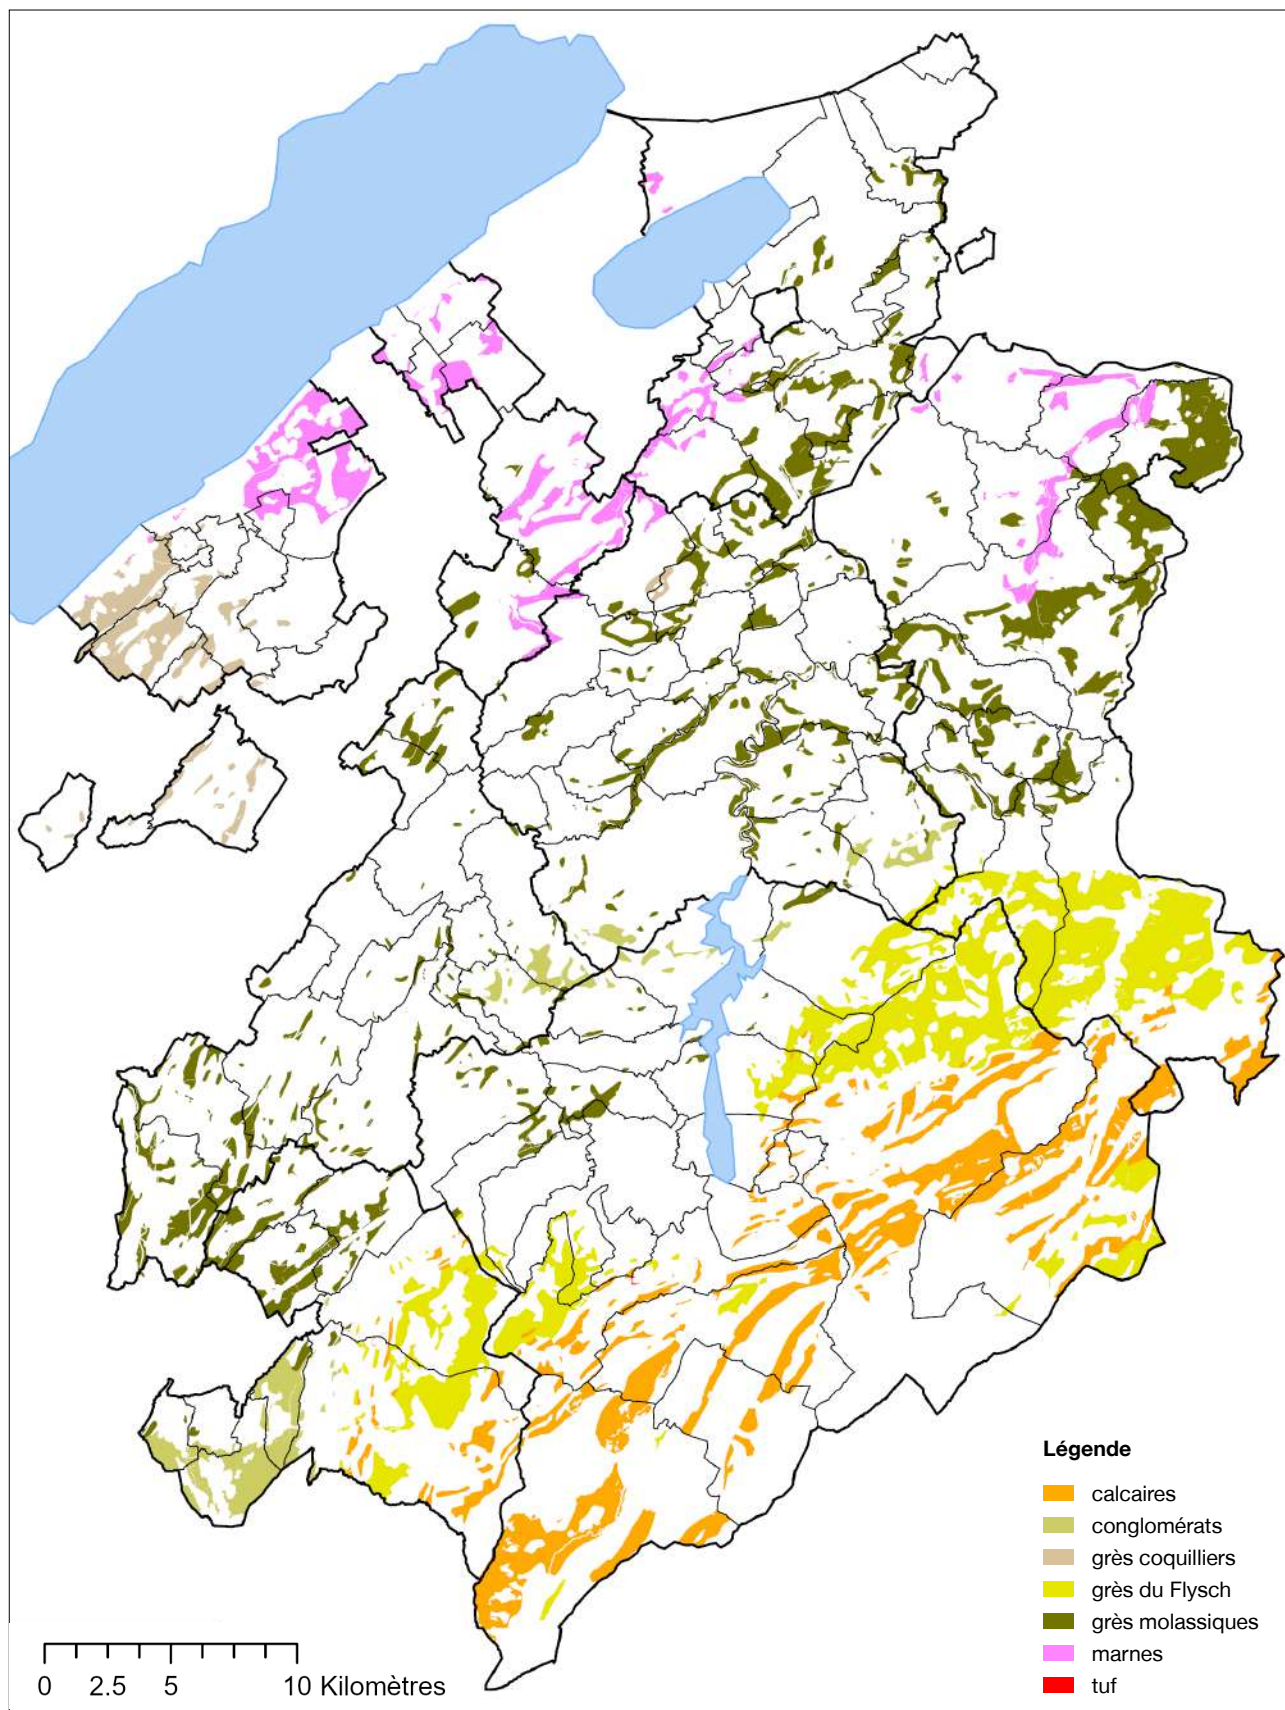 Légende
calcaires
conglomérats
grès coquilliers
grès du Flysch
grès molassiques
marnes
tuf
0 2.5 5 10 Kilomètres